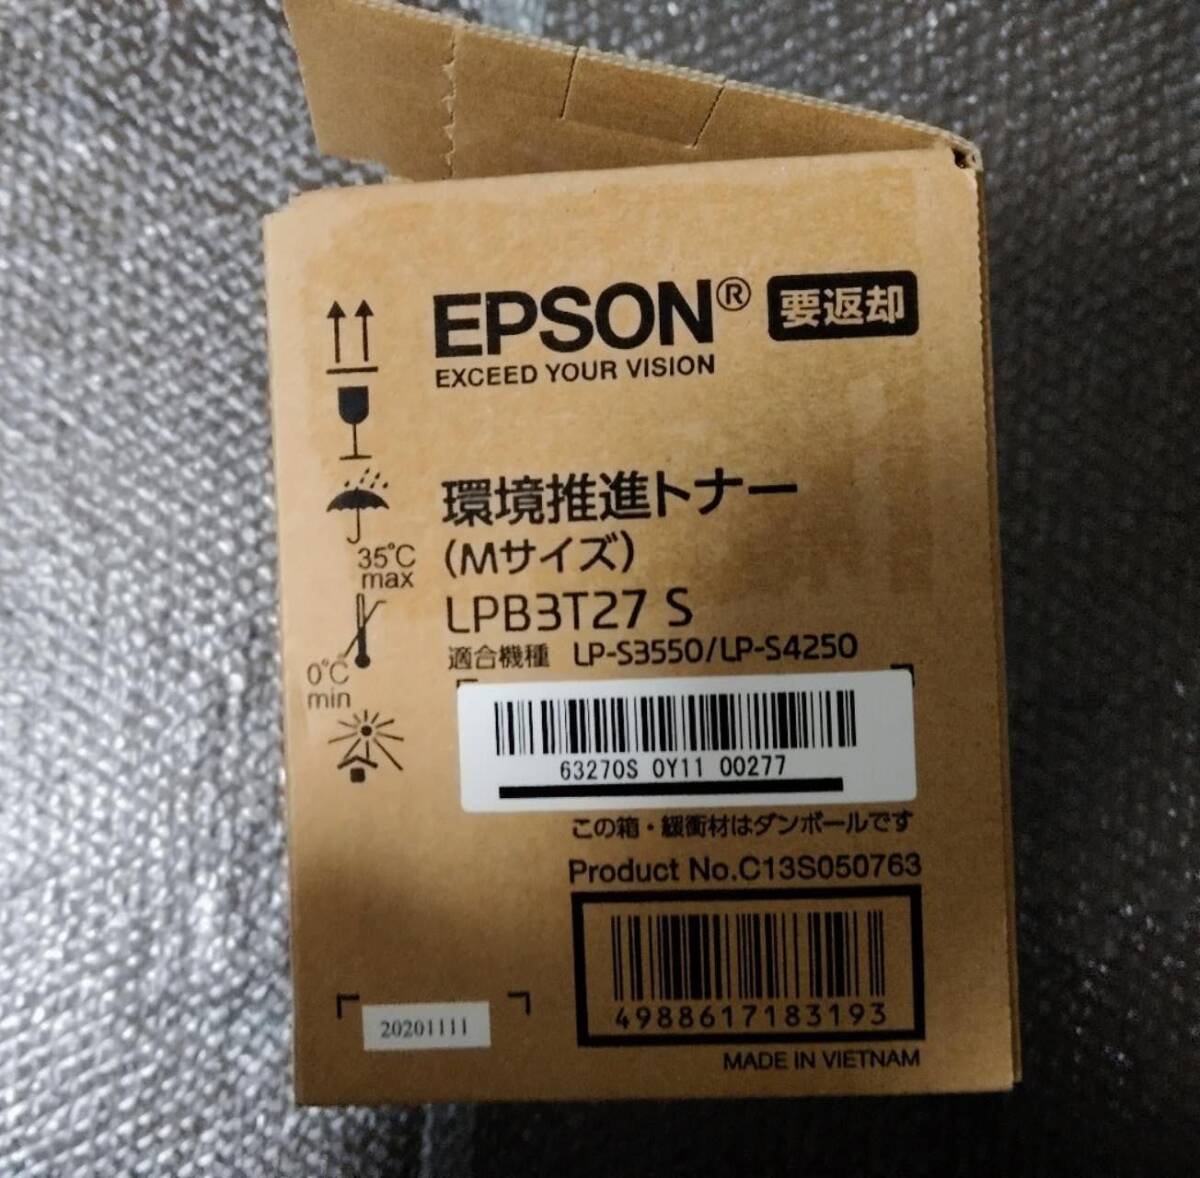 EPSON® 要返却
EXCEED YOUR VISION
環境推進トナー
(Mサイズ)
35°C
max
LPB3T27 S
適合機種 LP-S3550/LP-S4250
0°C
min
63270S 0Y11 00277
この箱・緩衝材はダンボールです
Product No.C13S050763
4988617183193
20201111
MADE IN VIETNAM